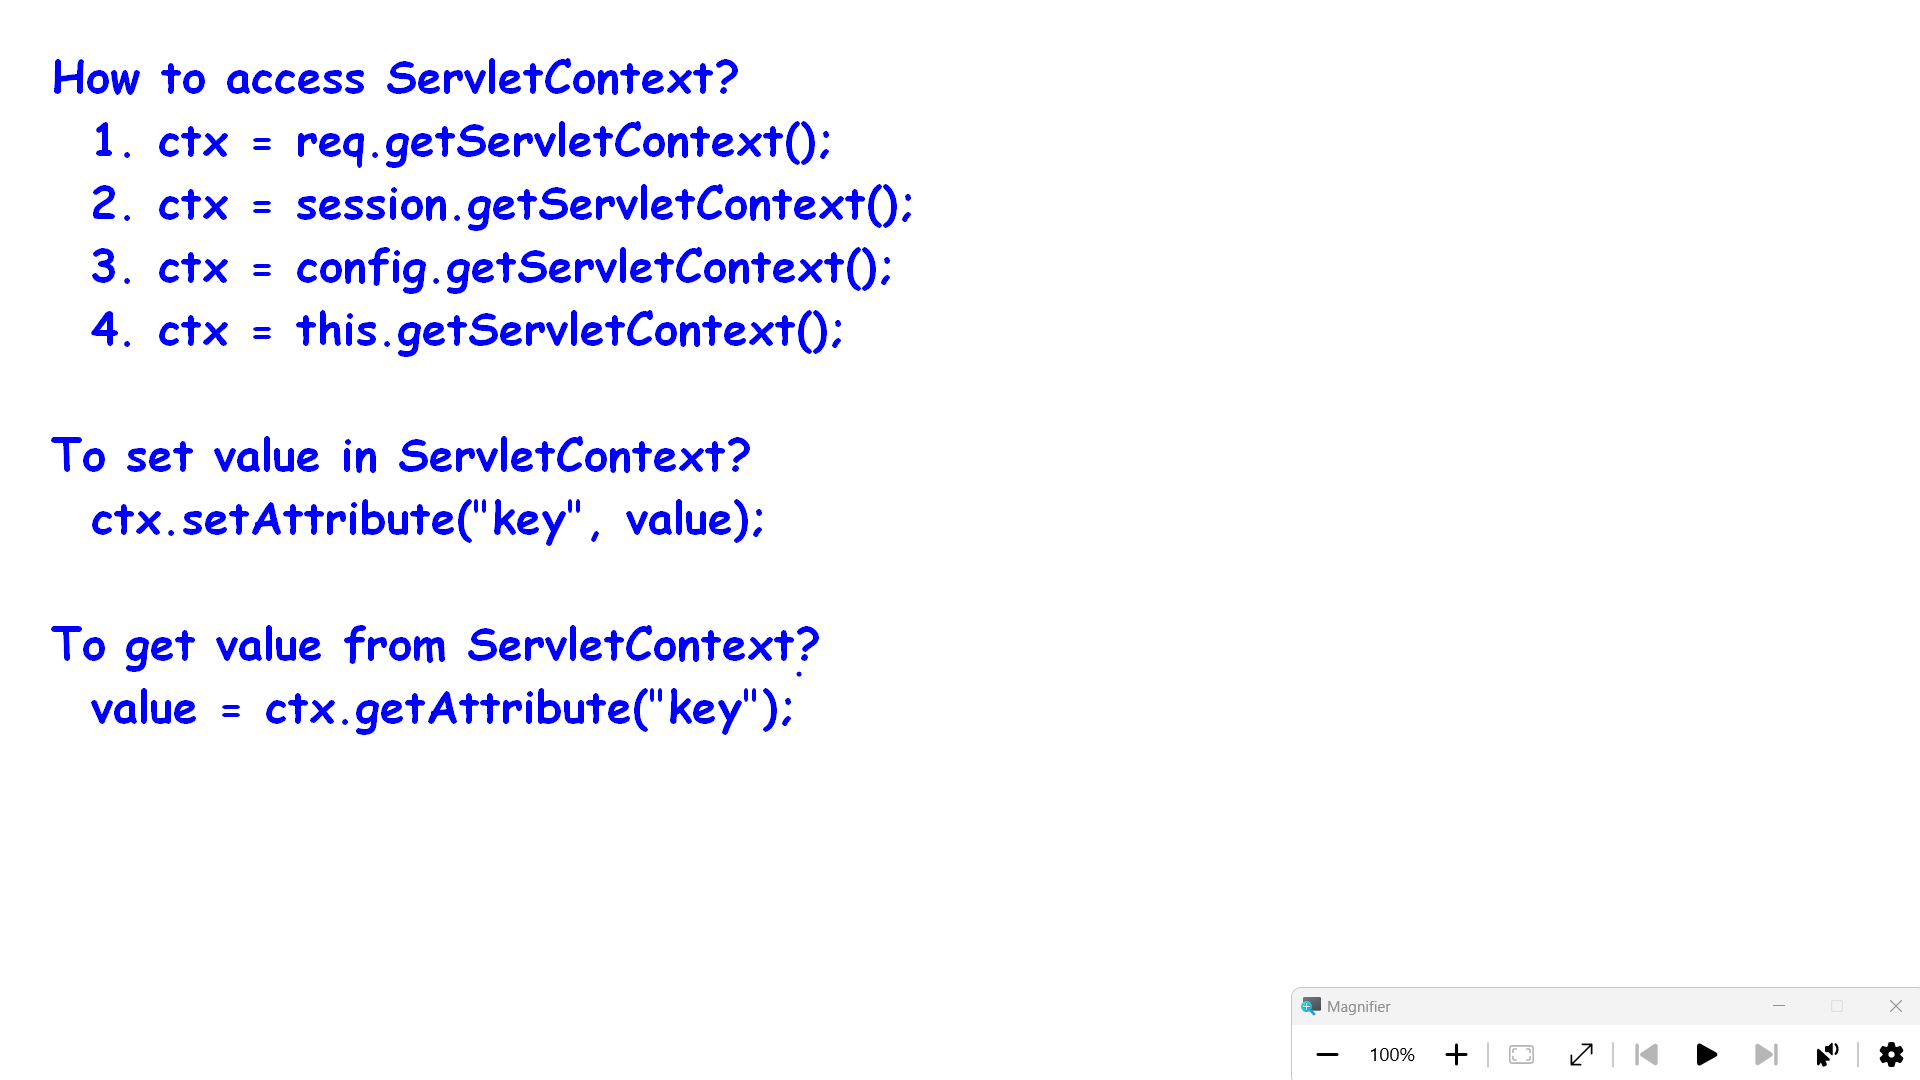 How to access ServletContext?
1. ctx = req.getServletContext();
2. ctx = session.getServletContext();
3. ctx = config.getServletContext();
4. ctx = this.getServletContext();
To set value in ServletContext?
ctx.setAttribute("key", value);
To get value from ServletContext?
value = ctx.getAttribute("key");
Magnifier
100%